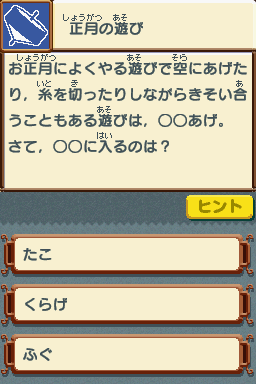 しょうがつ あそ
正月の遊び
しょうがつ あそ そら
お正月によくやる遊びで空にあげた
いと き あ
り，糸を切ったりしながらきそい合
あそ
うこともある遊びは，○○あげ。
はい
さて，○○に入るのは？
ヒント
たこ
くらげ
ふぐ